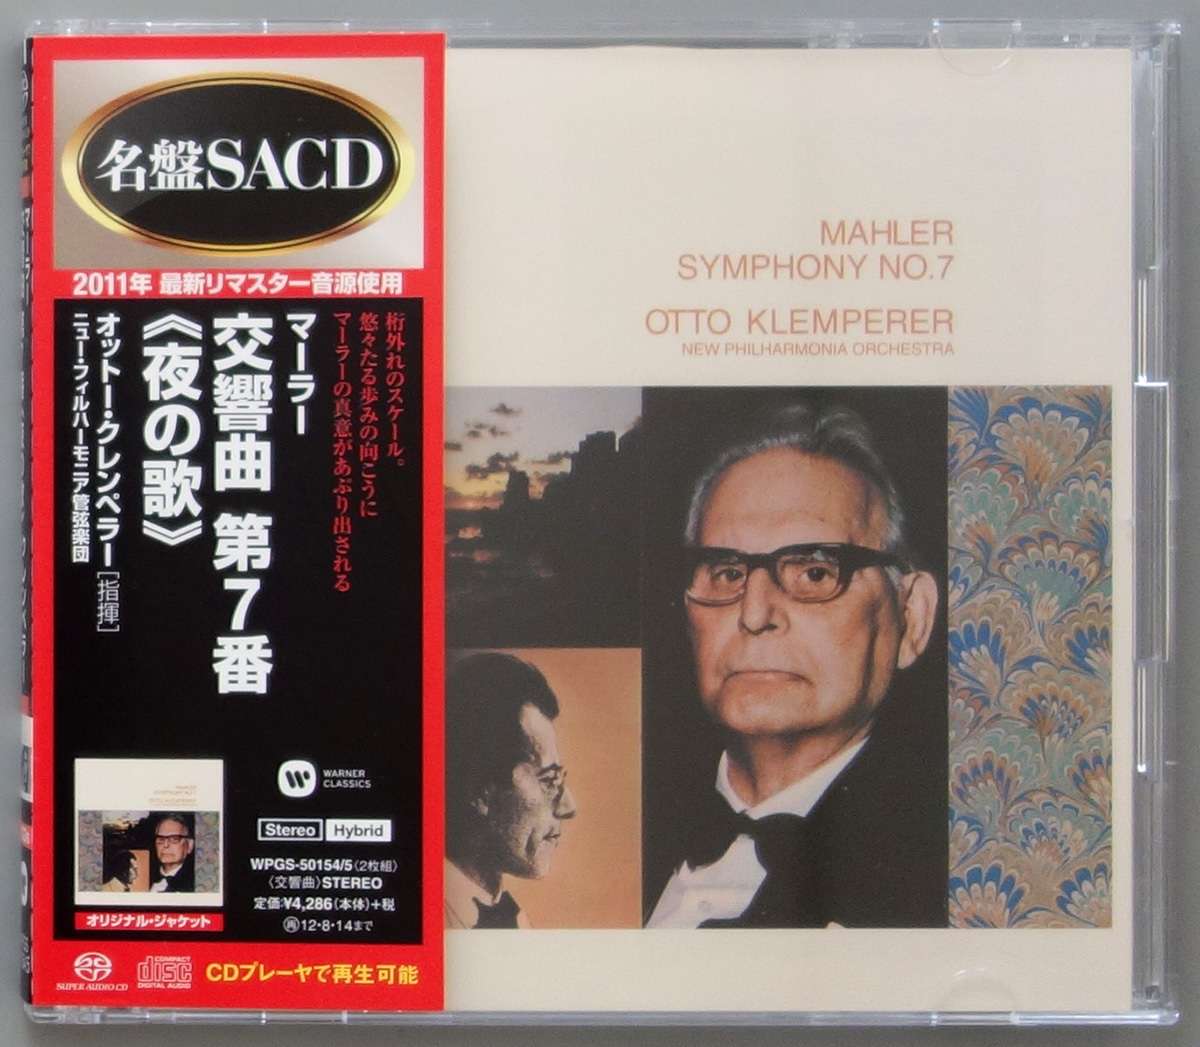 名盤SACD
2011年 最新リマスター音源使用
桁外れのスケール。
悠々たる歩みの向こうに
マーラーの真意があぶり出される
マーラー
交響曲 第7番
《夜の歌》
オットー・クレンペラー[指揮]
ニュー・フィルハーモニア管弦楽団
WARNER
CLASSICS
Stereo Hybrid
WPGS-50154/5〈2枚組〉
〈交響曲〉STEREO
定価:¥4,286(本体)+税
再12・8・14まで
オリジナル・ジャケット
SUPER AUDIO CD
COMPACT
disc
DIGITAL AUDIO
CDプレーヤで再生可能
MAHLER
SYMPHONY NO.7
OTTO KLEMPERER
NEW PHILHARMONIA ORCHESTRA